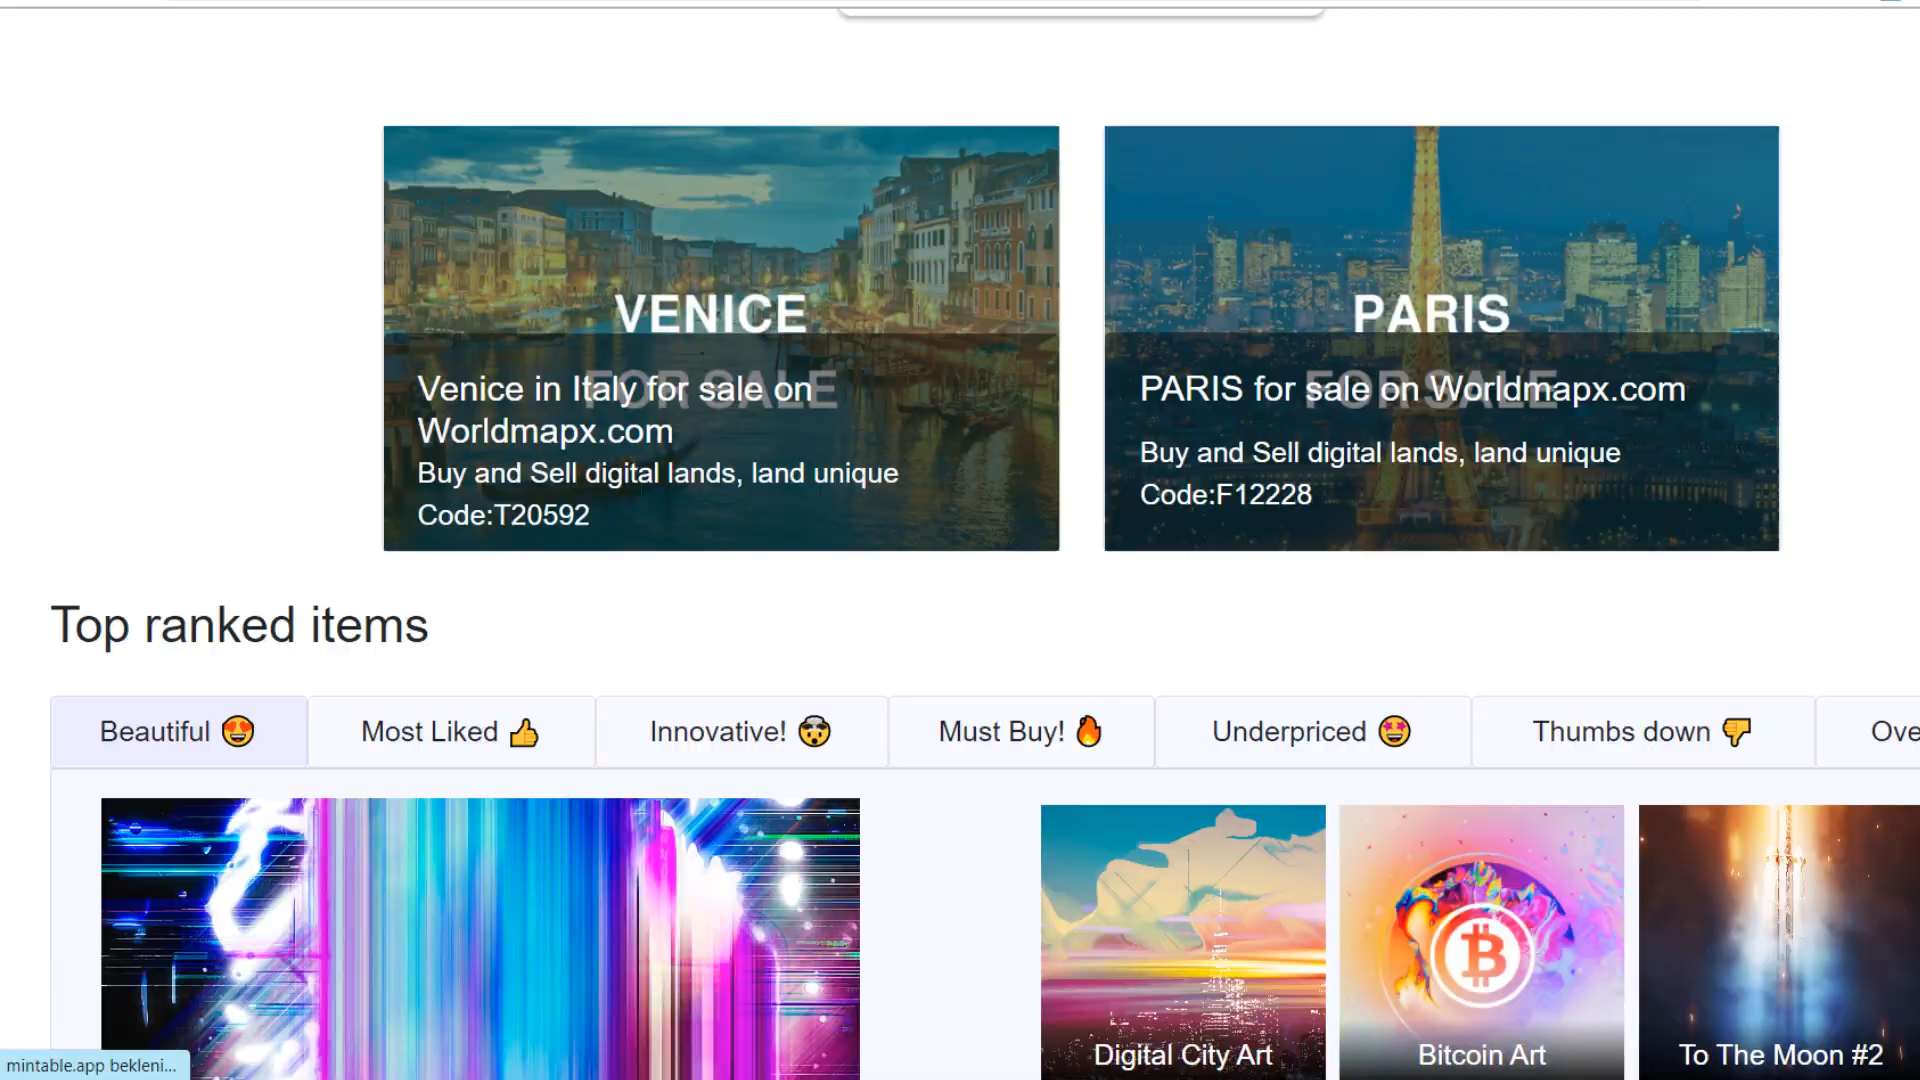 VENICE
FOR SALE
Venice in Italy for sale on
Worldmapx.com
Buy and Sell digital lands, land unique
Code:T20592
PARIS
FOR SALE
PARIS for sale on Worldmapx.com
Buy and Sell digital lands, land unique
Code:F12228
Top ranked items
Beautiful 😍 Most Liked 👍 Innovative! 🤯 Must Buy! 🔥 Underpriced 🤩 Thumbs down 👎 Ove
Digital City Art Bitcoin Art To The Moon #2
mintable.app bekleni...